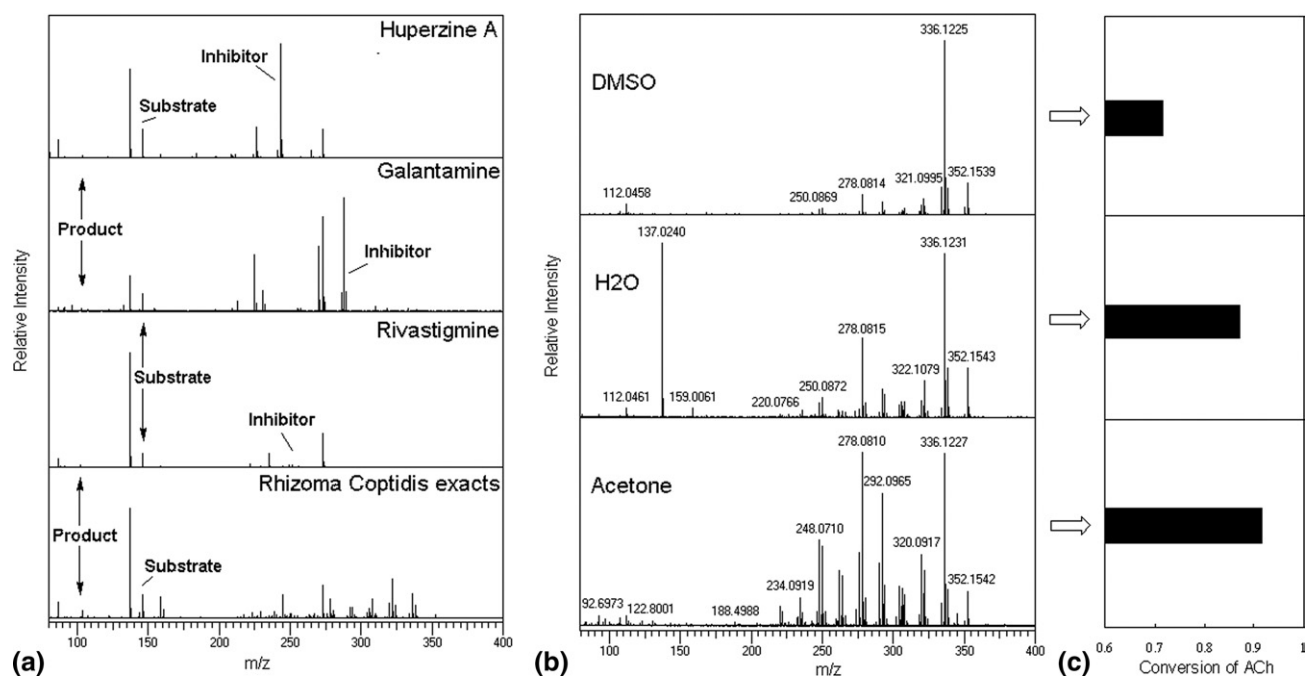 Huperzine A
Inhibitor
Substrate
Galantamine
Product
Inhibitor
Rivastigmine
Substrate
Inhibitor
Rhizoma Coptidis exacts
Product
Substrate
Relative Intensity
Relative Intensity
100 150 200 250 300 350 400
m/z
(a)
336.1225
DMSO
112.0458
250.0869
278.0814
321.0995
352.1539
137.0240
336.1231
H2O
278.0815
322.1079
352.1543
112.0461
159.0061
220.0766
250.0872
278.0810
336.1227
Acetone
292.0965
248.0710
320.0917
234.0919
352.1542
92.6973
122.8001
188.4988
Relative Intensity
Relative Intensity
100 150 200 250 300 350 400
m/z
(b)
0.6 0.7 0.8 0.9 1
Conversion of ACh
(c)